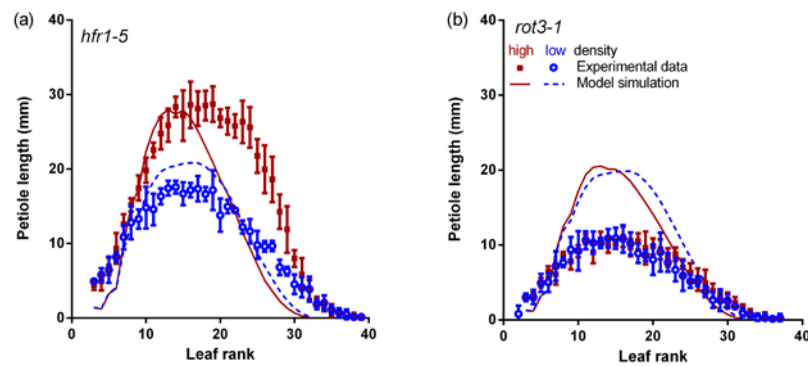 (a)
hfr1-5
Petiole length (mm)
40
30
20
10
0
0 10 20 30 40
Leaf rank
(b)
rot3-1
high low density
Experimental data
Model simulation
Petiole length (mm)
40
30
20
10
0
0 10 20 30 40
Leaf rank